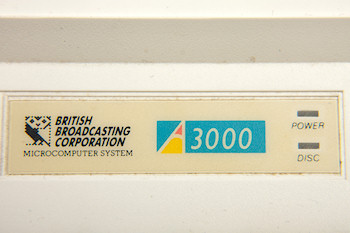 BRITISH
BROADCASTING
CORPORATION
MICROCOMPUTER SYSTEM
A 3000
POWER
DISC